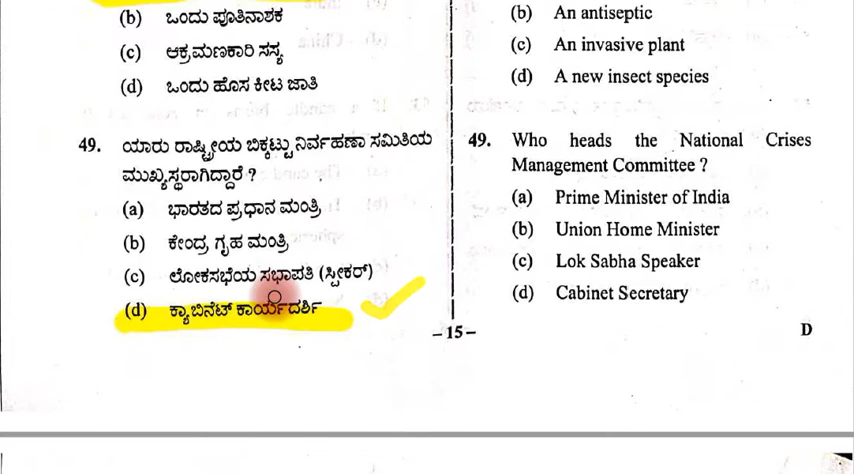 (b) ಒಂದು ಪೂತಿನಾಶಕ
(c) ಆಕ್ರಮಣಕಾರಿ ಸಸ್ಯ
(d) ಒಂದು ಹೊಸ ಕೀಟ ಜಾತಿ
49. ಯಾರು ರಾಷ್ಟ್ರೀಯ ಬಿಕ್ಕಟ್ಟು ನಿರ್ವಹಣಾ ಸಮಿತಿಯ
ಮುಖ್ಯಸ್ಥರಾಗಿದ್ದಾರೆ ?
(a) ಭಾರತದ ಪ್ರಧಾನ ಮಂತ್ರಿ
(b) ಕೇಂದ್ರ ಗೃಹ ಮಂತ್ರಿ
(c) ಲೋಕಸಭೆಯ ಸಭಾಪತಿ (ಸ್ಪೀಕರ್)
(d) ಕ್ಯಾಬಿನೆಟ್ ಕಾರ್ಯದರ್ಶಿ
(b) An antiseptic
(c) An invasive plant
(d) A new insect species
49. Who heads the National Crises
Management Committee ?
(a) Prime Minister of India
(b) Union Home Minister
(c) Lok Sabha Speaker
(d) Cabinet Secretary
– 15 –
D